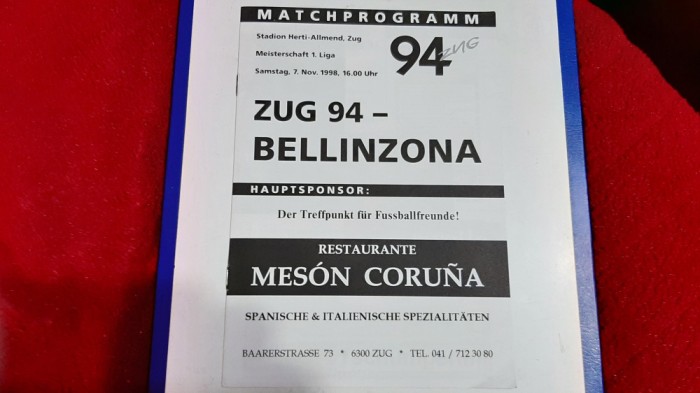 MATCHPROGRAMM
Stadion Herti-Allmend, Zug
Meisterschaft 1. Liga
Samstag, 7. Nov. 1998, 16.00 Uhr
94 ZUG
ZUG 94 –
BELLINZONA
HAUPTSPONSOR:
Der Treffpunkt für Fussballfreunde!
RESTAURANTE
MESÓN CORUÑA
SPANISCHE & ITALIENISCHE SPEZIALITÄTEN
BAARERSTRASSE 73 * 6300 ZUG * TEL. 041 / 712 30 80